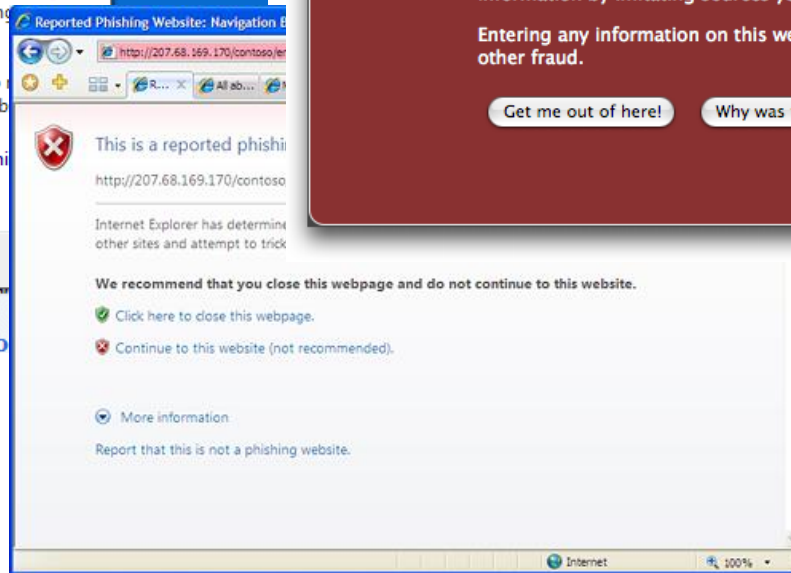 Entering any information on this we
other fraud.
Get me out of here!
Why was
Reported Phishing Website: Navigation B
http://207.68.169.170/contoso/en
R...
All ab...
This is a reported phishi
http://207.68.169.170/contoso
Internet Explorer has determine
other sites and attempt to trick
We recommend that you close this webpage and do not continue to this website.
Click here to close this webpage.
Continue to this website (not recommended).
More information
Report that this is not a phishing website.
Internet
100%